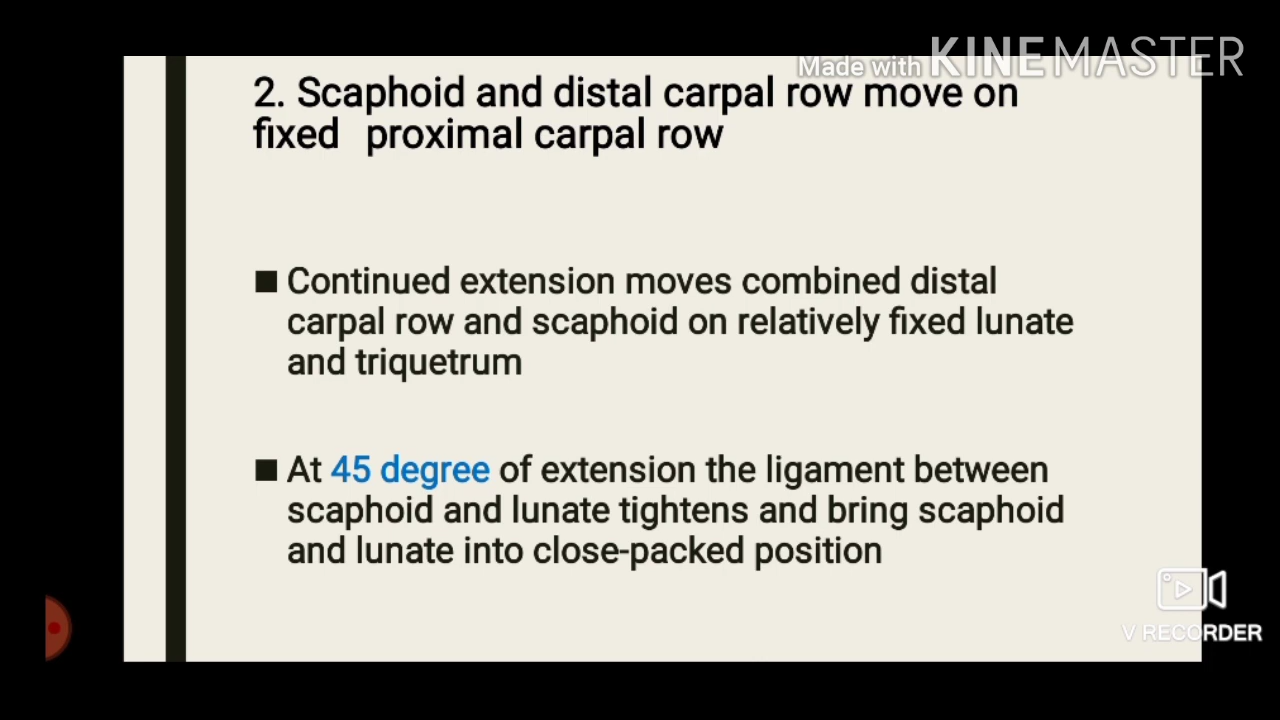 Made with KINEMASTER
2. Scaphoid and distal carpal row move on
fixed proximal carpal row
■ Continued extension moves combined distal
carpal row and scaphoid on relatively fixed lunate
and triquetrum
■ At 45 degree of extension the ligament between
scaphoid and lunate tightens and bring scaphoid
and lunate into close-packed position
V RECORDER